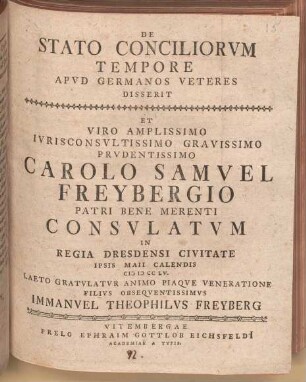 DE
STATO CONCILIORVM
TEMPORE
APVD GERMANOS VETERES
DISSERIT
ET
VIRO AMPLISSIMO
IVRISCONSVLTISSIMO GRAVISSIMO
PRVDENTISSIMO
CAROLO SAMVEL
FREYBERGIO
PATRI BENE MERENTI
CONSVLATVM
IN
REGIA DRESDENSI CIVITATE
IPSIS MAII CALENDIS
CIƆ IƆ CC LV.
LAETO GRATVLATVR ANIMO PIAQVE VENERATIONE
FILIVS OBSEQVENTISSIMVS
IMMANVEL THEOPHILVS FREYBERG
VITEMBERGAE
PRELO EPHRAIM GOTTLOB EICHSFELDI
ACADEMIAE A TYPIS.